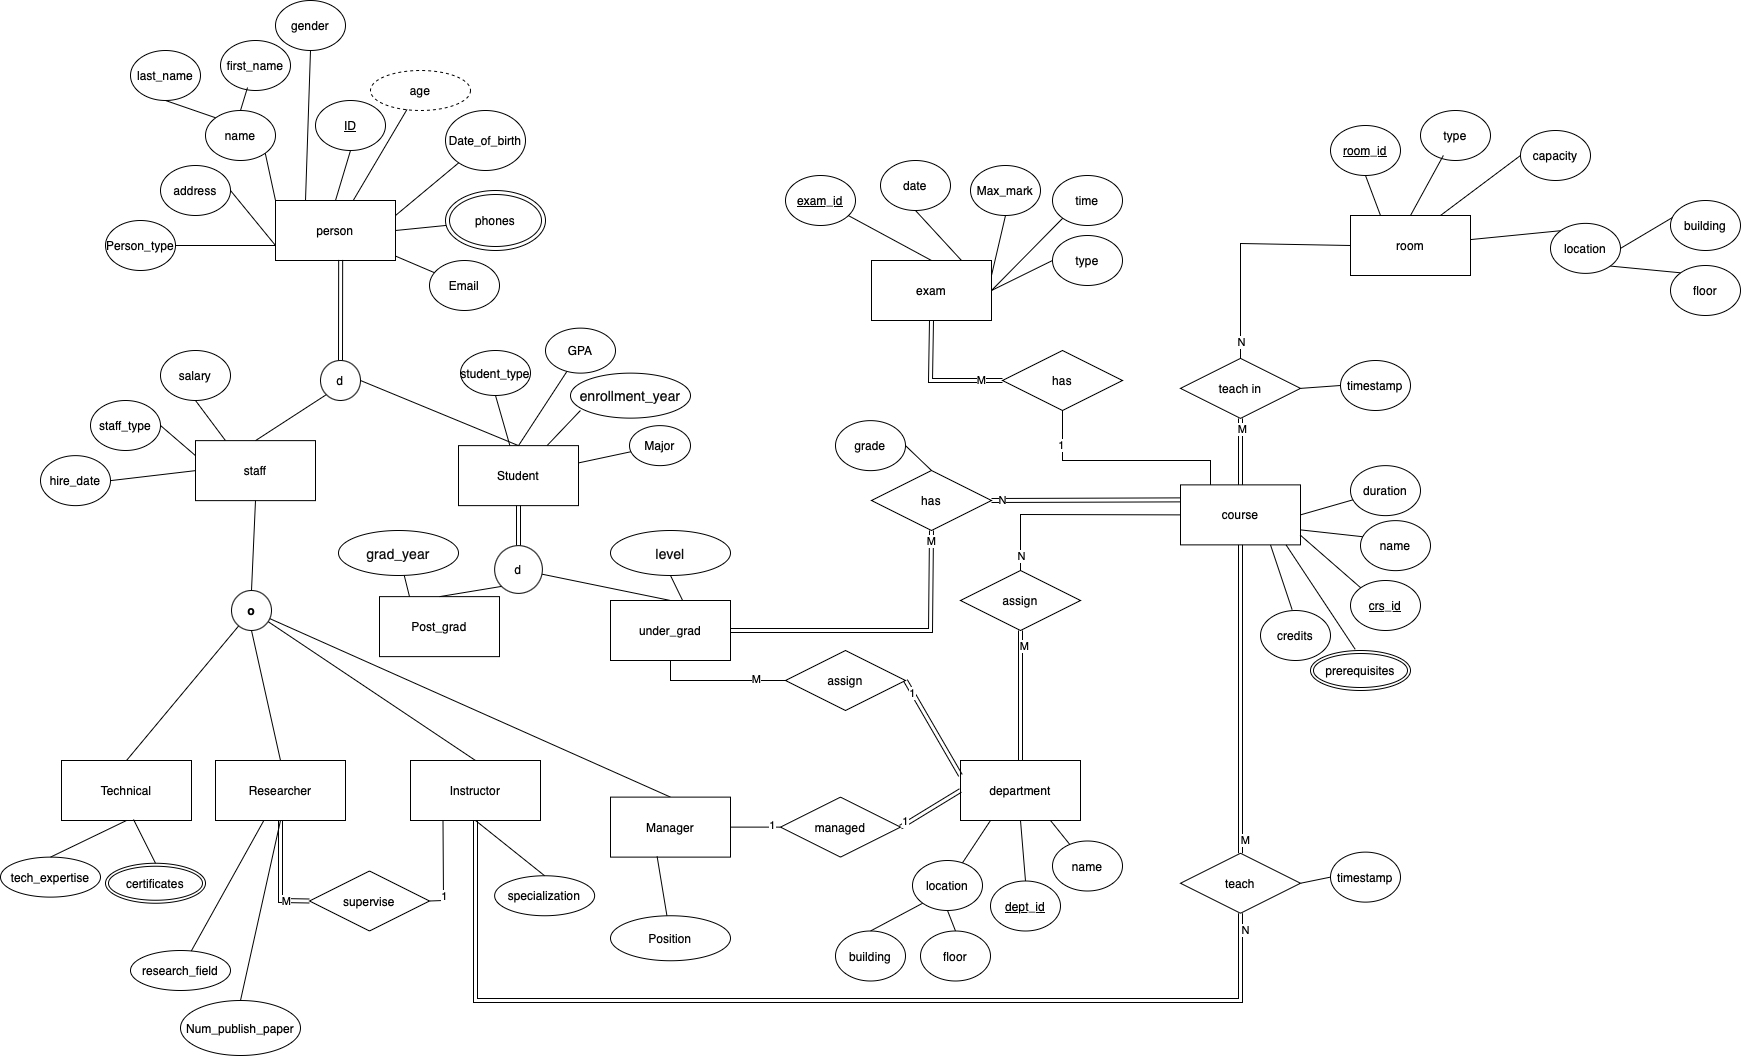 gender
last_name
first_name
age
name
ID
Date_of_birth
address
person
phones
Person_type
Email
exam_id
date
Max_mark
time
type
exam
room_id
type
capacity
room
location
building
floor
d
salary
staff_type
hire_date
staff
student_type
GPA
enrollment_year
Major
Student
M
has
1
N
teach in
timestamp
M
grade
has
N
M
course
duration
name
crs_id
credits
prerequisites
grad_year
d
level
Post_grad
under_grad
o
N
assign
M
M
assign
1
Technical
Researcher
Instructor
Manager
1
managed
1
department
tech_expertise
certificates
M
supervise
1
specialization
Position
research_field
Num_publish_paper
location
dept_id
name
building
floor
M
teach
timestamp
N